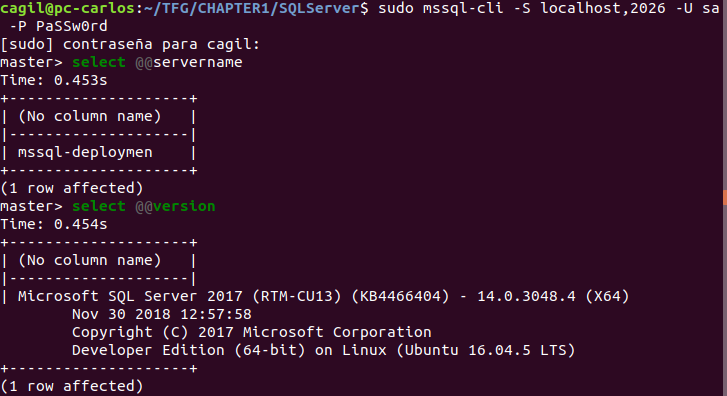 cagil@pc-carlos:~/TFG/CHAPTER1/SQLServer$ sudo mssql-cli -S localhost,2026 -U sa
 -P PaSSw0rd
[sudo] contraseña para cagil:
master> select @@servername
Time: 0.453s
+--------------------+
| (No column name)   |
|--------------------|
| mssql-deploymen    |
+--------------------+
(1 row affected)
master> select @@version
Time: 0.454s
+--------------------+
| (No column name)   |
|--------------------|
| Microsoft SQL Server 2017 (RTM-CU13) (KB4466404) - 14.0.3048.4 (X64)
        Nov 30 2018 12:57:58
        Copyright (C) 2017 Microsoft Corporation
        Developer Edition (64-bit) on Linux (Ubuntu 16.04.5 LTS)
+--------------------+
(1 row affected)